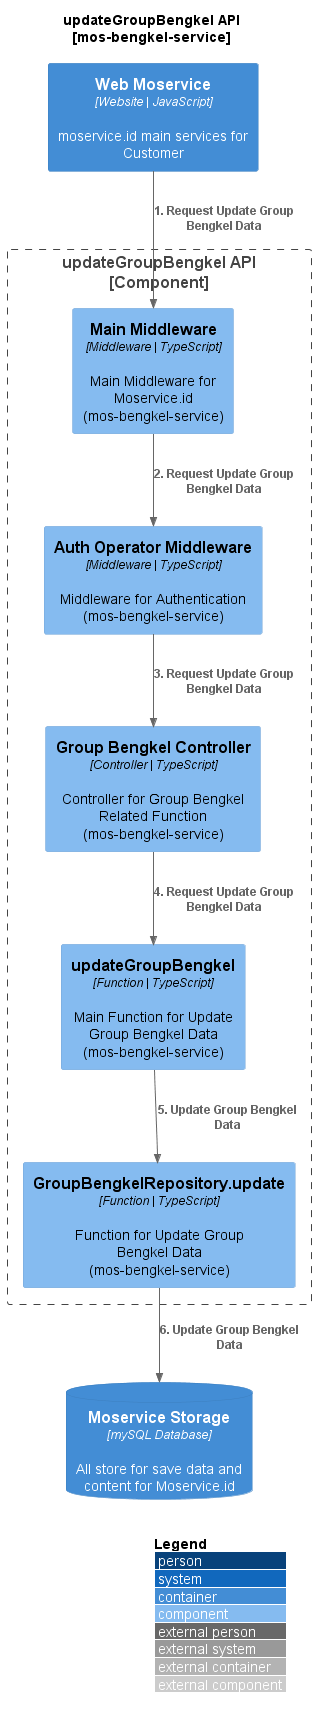 updateGroupBengkel API
[mos-bengkel-service]
Web Moservice
[Website | JavaScript]
moservice.id main services for
Customer
1. Request Update Group
Bengkel Data
updateGroupBengkel API
[Component]
Main Middleware
[Middleware | TypeScript]
Main Middleware for
Moservice.id
(mos-bengkel-service)
2. Request Update Group
Bengkel Data
Auth Operator Middleware
[Middleware | TypeScript]
Middleware for Authentication
(mos-bengkel-service)
3. Request Update Group
Bengkel Data
Group Bengkel Controller
[Controller | TypeScript]
Controller for Group Bengkel
Related Function
(mos-bengkel-service)
4. Request Update Group
Bengkel Data
updateGroupBengkel
[Function | TypeScript]
Main Function for Update
Group Bengkel Data
(mos-bengkel-service)
5. Update Group Bengkel
Data
GroupBengkelRepository.update
[Function | TypeScript]
Function for Update Group
Bengkel Data
(mos-bengkel-service)
6. Update Group Bengkel
Data
Moservice Storage
[mySQL Database]
All store for save data and
content for Moservice.id
Legend
person
system
container
component
external person
external system
external container
external component